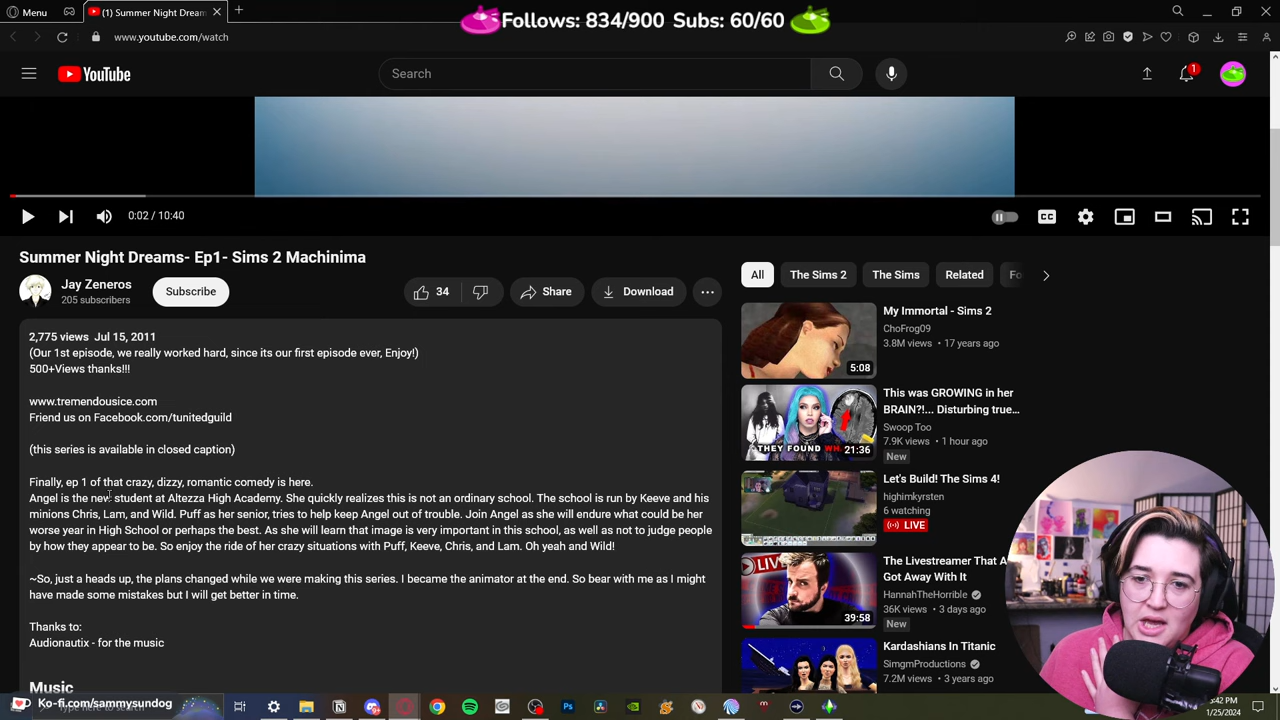 Menu
(1) Summer Night Dream
Follows: 834/900 Subs: 60/60
www.youtube.com/watch
YouTube
Search
1
0:02 / 10:40
CC
Summer Night Dreams- Ep1- Sims 2 Machinima
Jay Zeneros
205 subscribers
Subscribe
34
Share
Download
All
The Sims 2
The Sims
Related
Fo
2,775 views Jul 15, 2011
(Our 1st episode, we really worked hard, since its our first episode ever, Enjoy!)
500+Views thanks!!!
www.tremendousice.com
Friend us on Facebook.com/tunitedguild
(this series is available in closed caption)
Finally, ep 1 of that crazy, dizzy, romantic comedy is here.
Angel is the new student at Altezza High Academy. She quickly realizes this is not an ordinary school. The school is run by Keeve and his
minions Chris, Lam, and Wild. Puff as her senior, tries to help keep Angel out of trouble. Join Angel as she will endure what could be her
worse year in High School or perhaps the best. As she will learn that image is very important in this school, as well as not to judge people
by how they appear to be. So enjoy the ride of her crazy situations with Puff, Keeve, Chris, and Lam. Oh yeah and Wild!
~So, just a heads up, the plans changed while we were making this series. I became the animator at the end. So bear with me as I might
have made some mistakes but I will get better in time.
Thanks to:
Audionautix - for the music
Music
My Immortal - Sims 2
ChoFrog09
3.8M views • 17 years ago
5:08
This was GROWING in her
BRAIN?!... Disturbing true...
Swoop Too
7.9K views • 1 hour ago
New
THEY FOUND
21:36
Let's Build! The Sims 4!
highimkyrsten
6 watching
LIVE
The Livestreamer That
Got Away With It
HannahTheHorrible
36K views • 3 days ago
New
LIVE
39:58
Kardashians In Titanic
SimgmProductions
7.2M views • 3 years ago
Ko-fi.com/sammysundog
:42 PM
1/25/2024